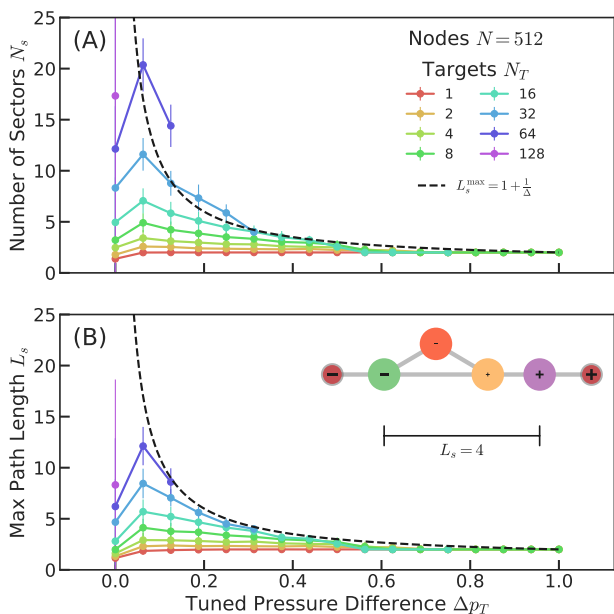 (A)
Number of Sectors N_s
25
20
15
10
5
0
Nodes N = 512
Targets N_T
1 16
2 32
4 64
8 128
L_s^max = 1 + 1/Δ
(B)
Max Path Length L_s
25
20
15
10
5
0
- - - + + +
L_s = 4
0.0 0.2 0.4 0.6 0.8 1.0
Tuned Pressure Difference Δp_T